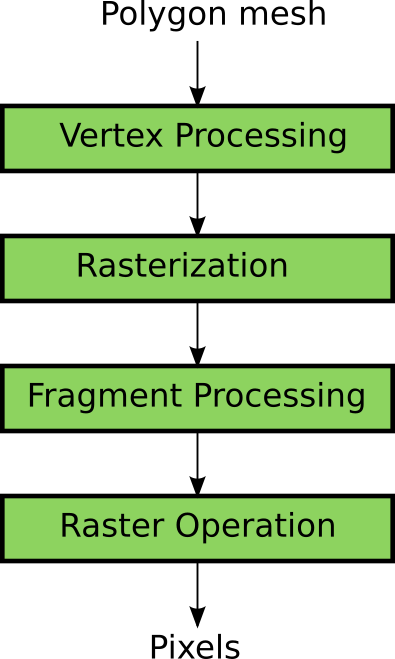 Polygon mesh
Vertex Processing
Rasterization
Fragment Processing
Raster Operation
Pixels